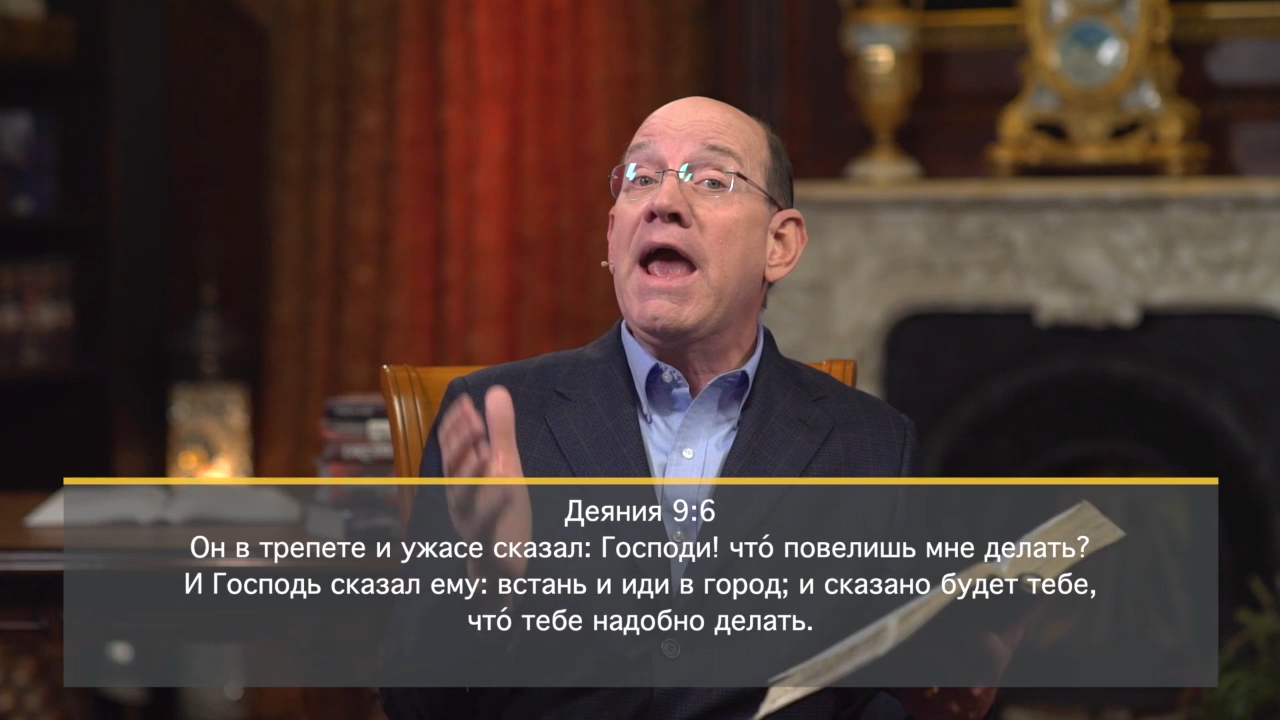 Деяния 9:6
Он в трепете и ужасе сказал: Господи! что́ повелишь мне делать?
И Господь сказал ему: встань и иди в город; и сказано будет тебе,
что́ тебе надобно делать.